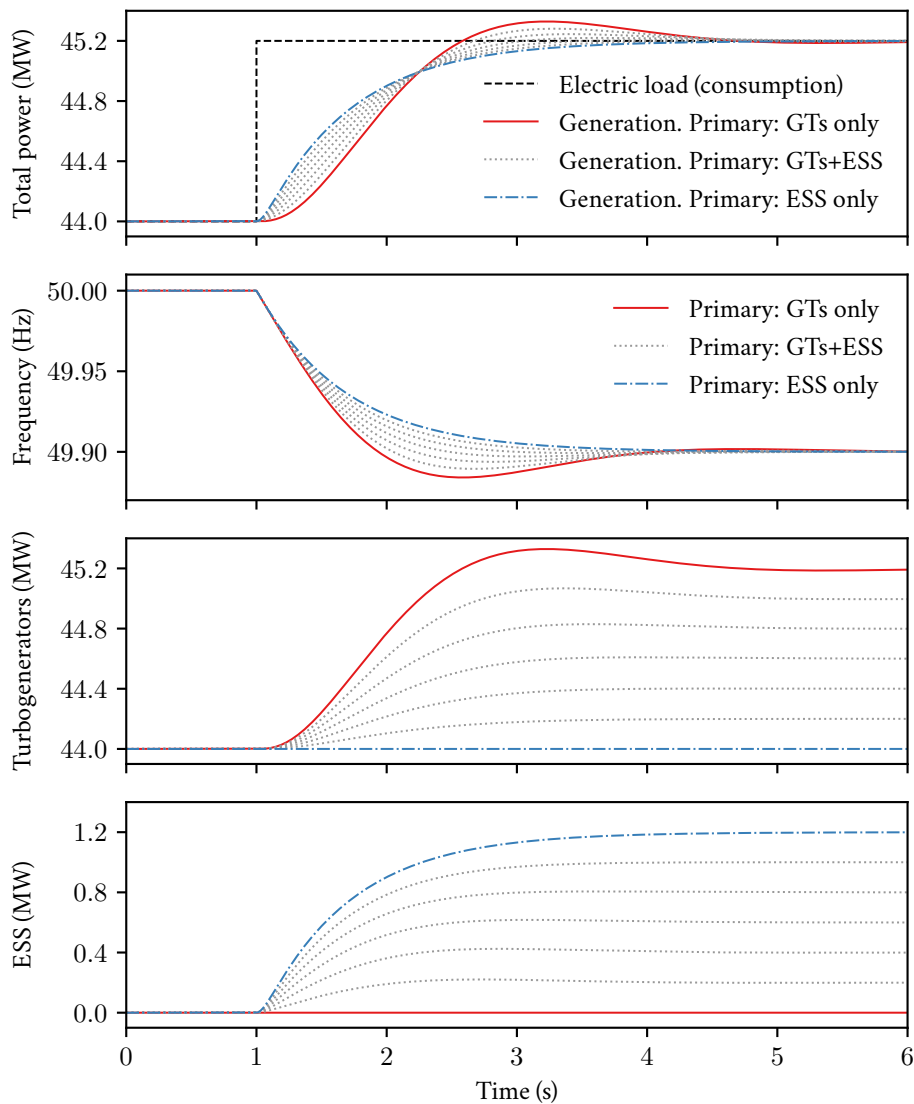 Total power (MW)
45.2
44.8
44.4
44.0
Electric load (consumption)
Generation. Primary: GTs only
Generation. Primary: GTs+ESS
Generation. Primary: ESS only
Frequency (Hz)
50.00
49.95
49.90
Primary: GTs only
Primary: GTs+ESS
Primary: ESS only
Turbogenerators (MW)
45.2
44.8
44.4
44.0
ESS (MW)
1.2
0.8
0.4
0.0
0 1 2 3 4 5 6
Time (s)